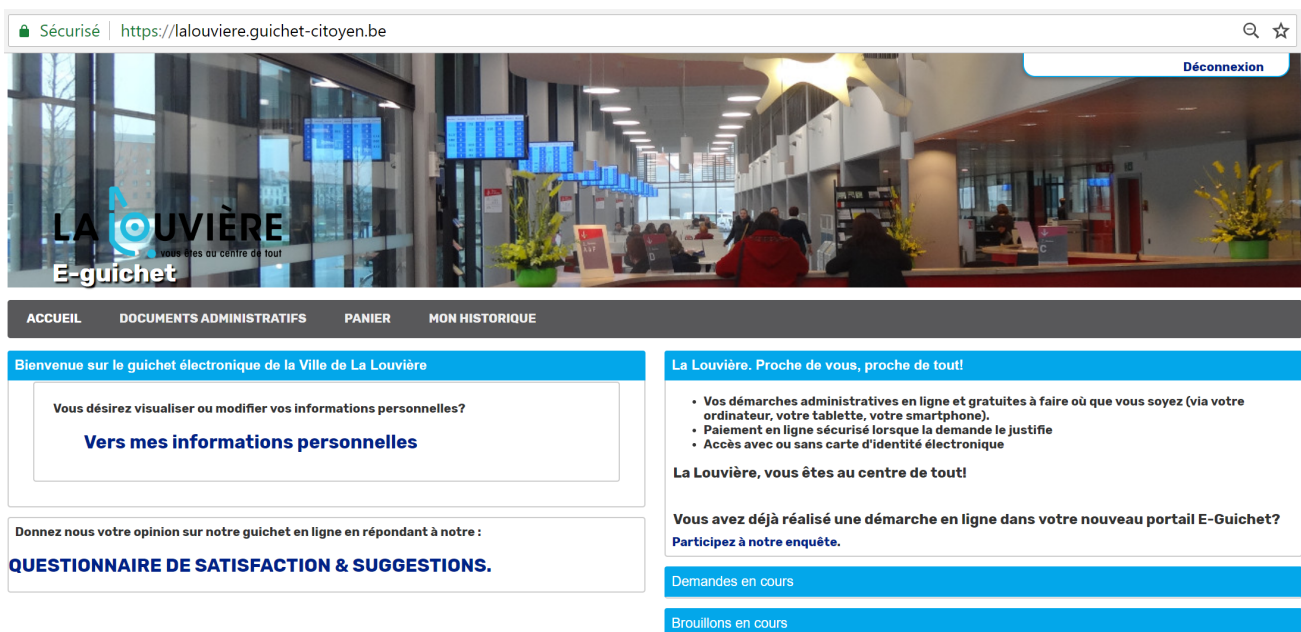 Sécurisé https://lalouviere.guichet-citoyen.be
Déconnexion
LA LOUVIÈRE
vous êtes au centre de tout
E-guichet
ACCUEIL DOCUMENTS ADMINISTRATIFS PANIER MON HISTORIQUE
Bienvenue sur le guichet électronique de la Ville de La Louvière
Vous désirez visualiser ou modifier vos informations personnelles?
Vers mes informations personnelles
Donnez nous votre opinion sur notre guichet en ligne en répondant à notre :
QUESTIONNAIRE DE SATISFACTION & SUGGESTIONS.
La Louvière. Proche de vous, proche de tout!
• Vos démarches administratives en ligne et gratuites à faire où que vous soyez (via votre
ordinateur, votre tablette, votre smartphone).
• Paiement en ligne sécurisé lorsque la demande le justifie
• Accès avec ou sans carte d'identité électronique
La Louvière, vous êtes au centre de tout!
Vous avez déjà réalisé une démarche en ligne dans votre nouveau portail E-Guichet?
Participez à notre enquête.
Demandes en cours
Brouillons en cours